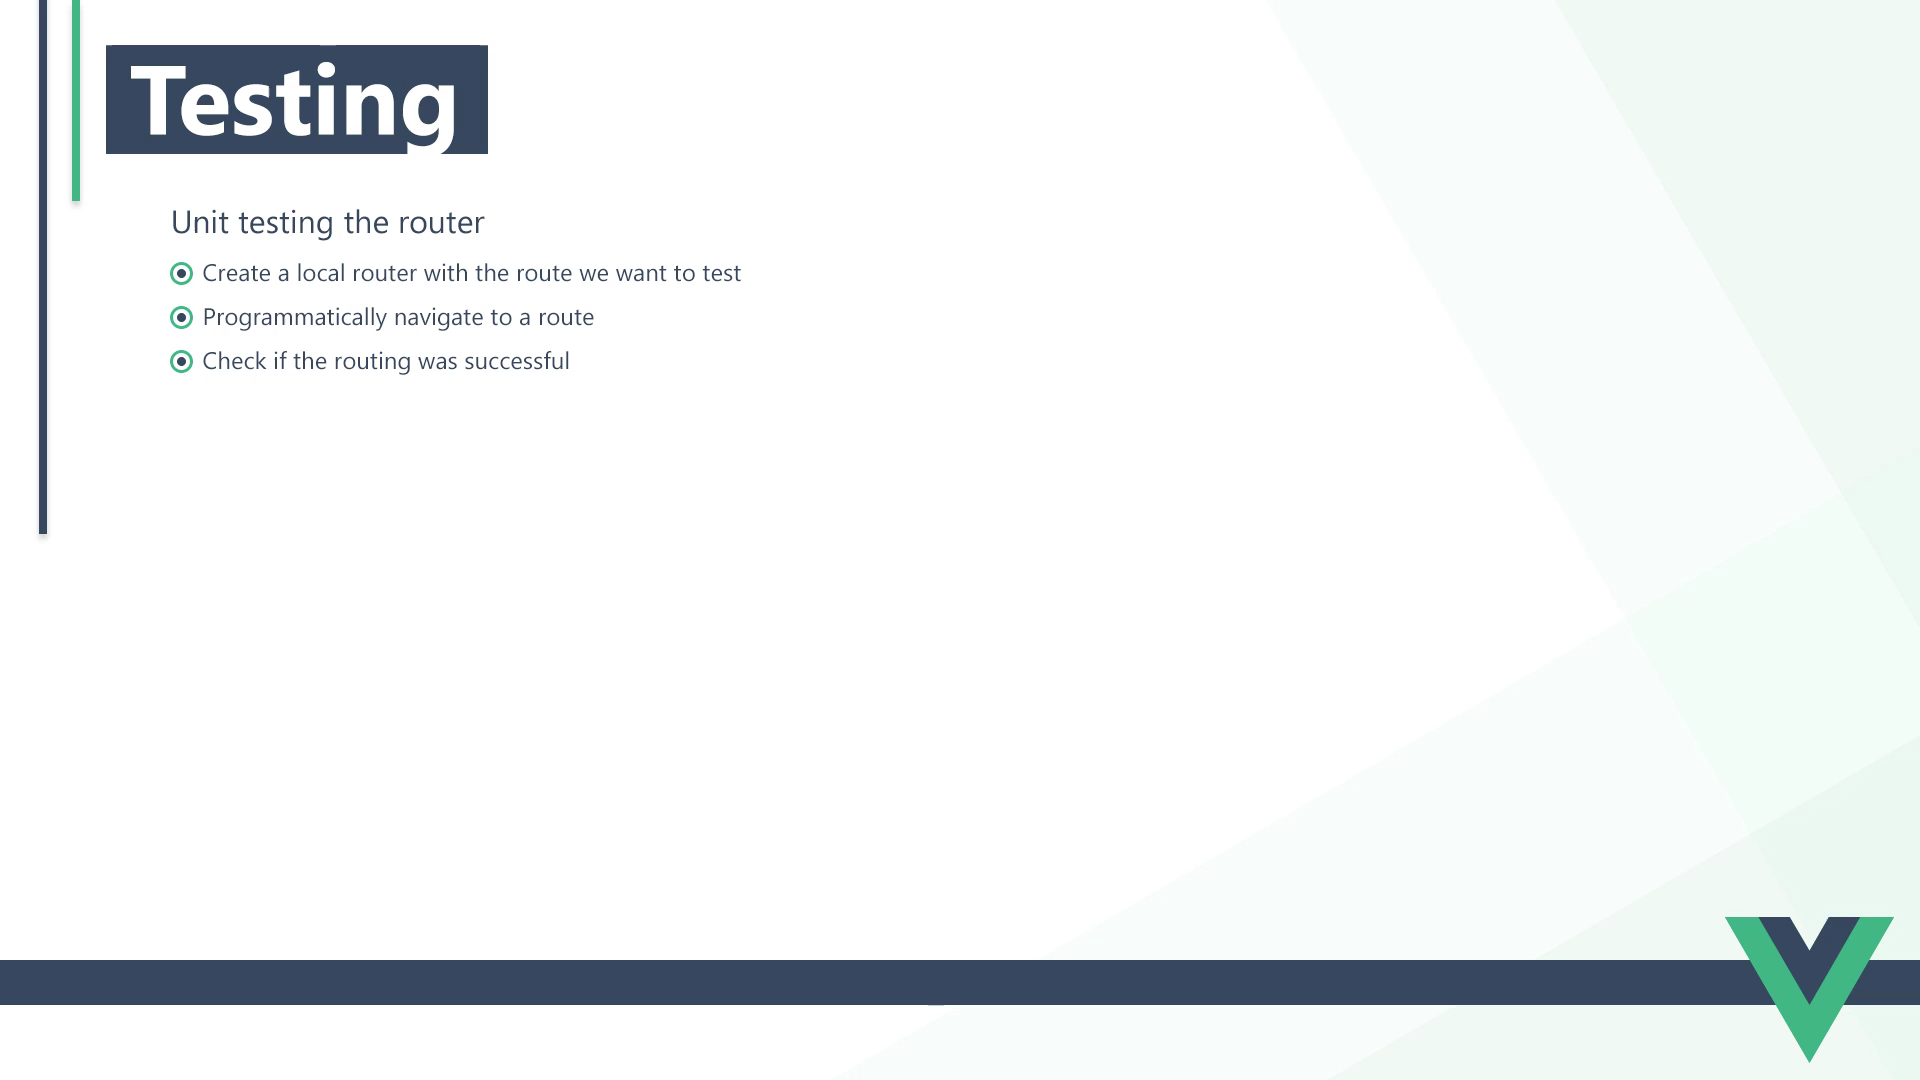 Testing
Unit testing the router
Create a local router with the route we want to test
Programmatically navigate to a route
Check if the routing was successful